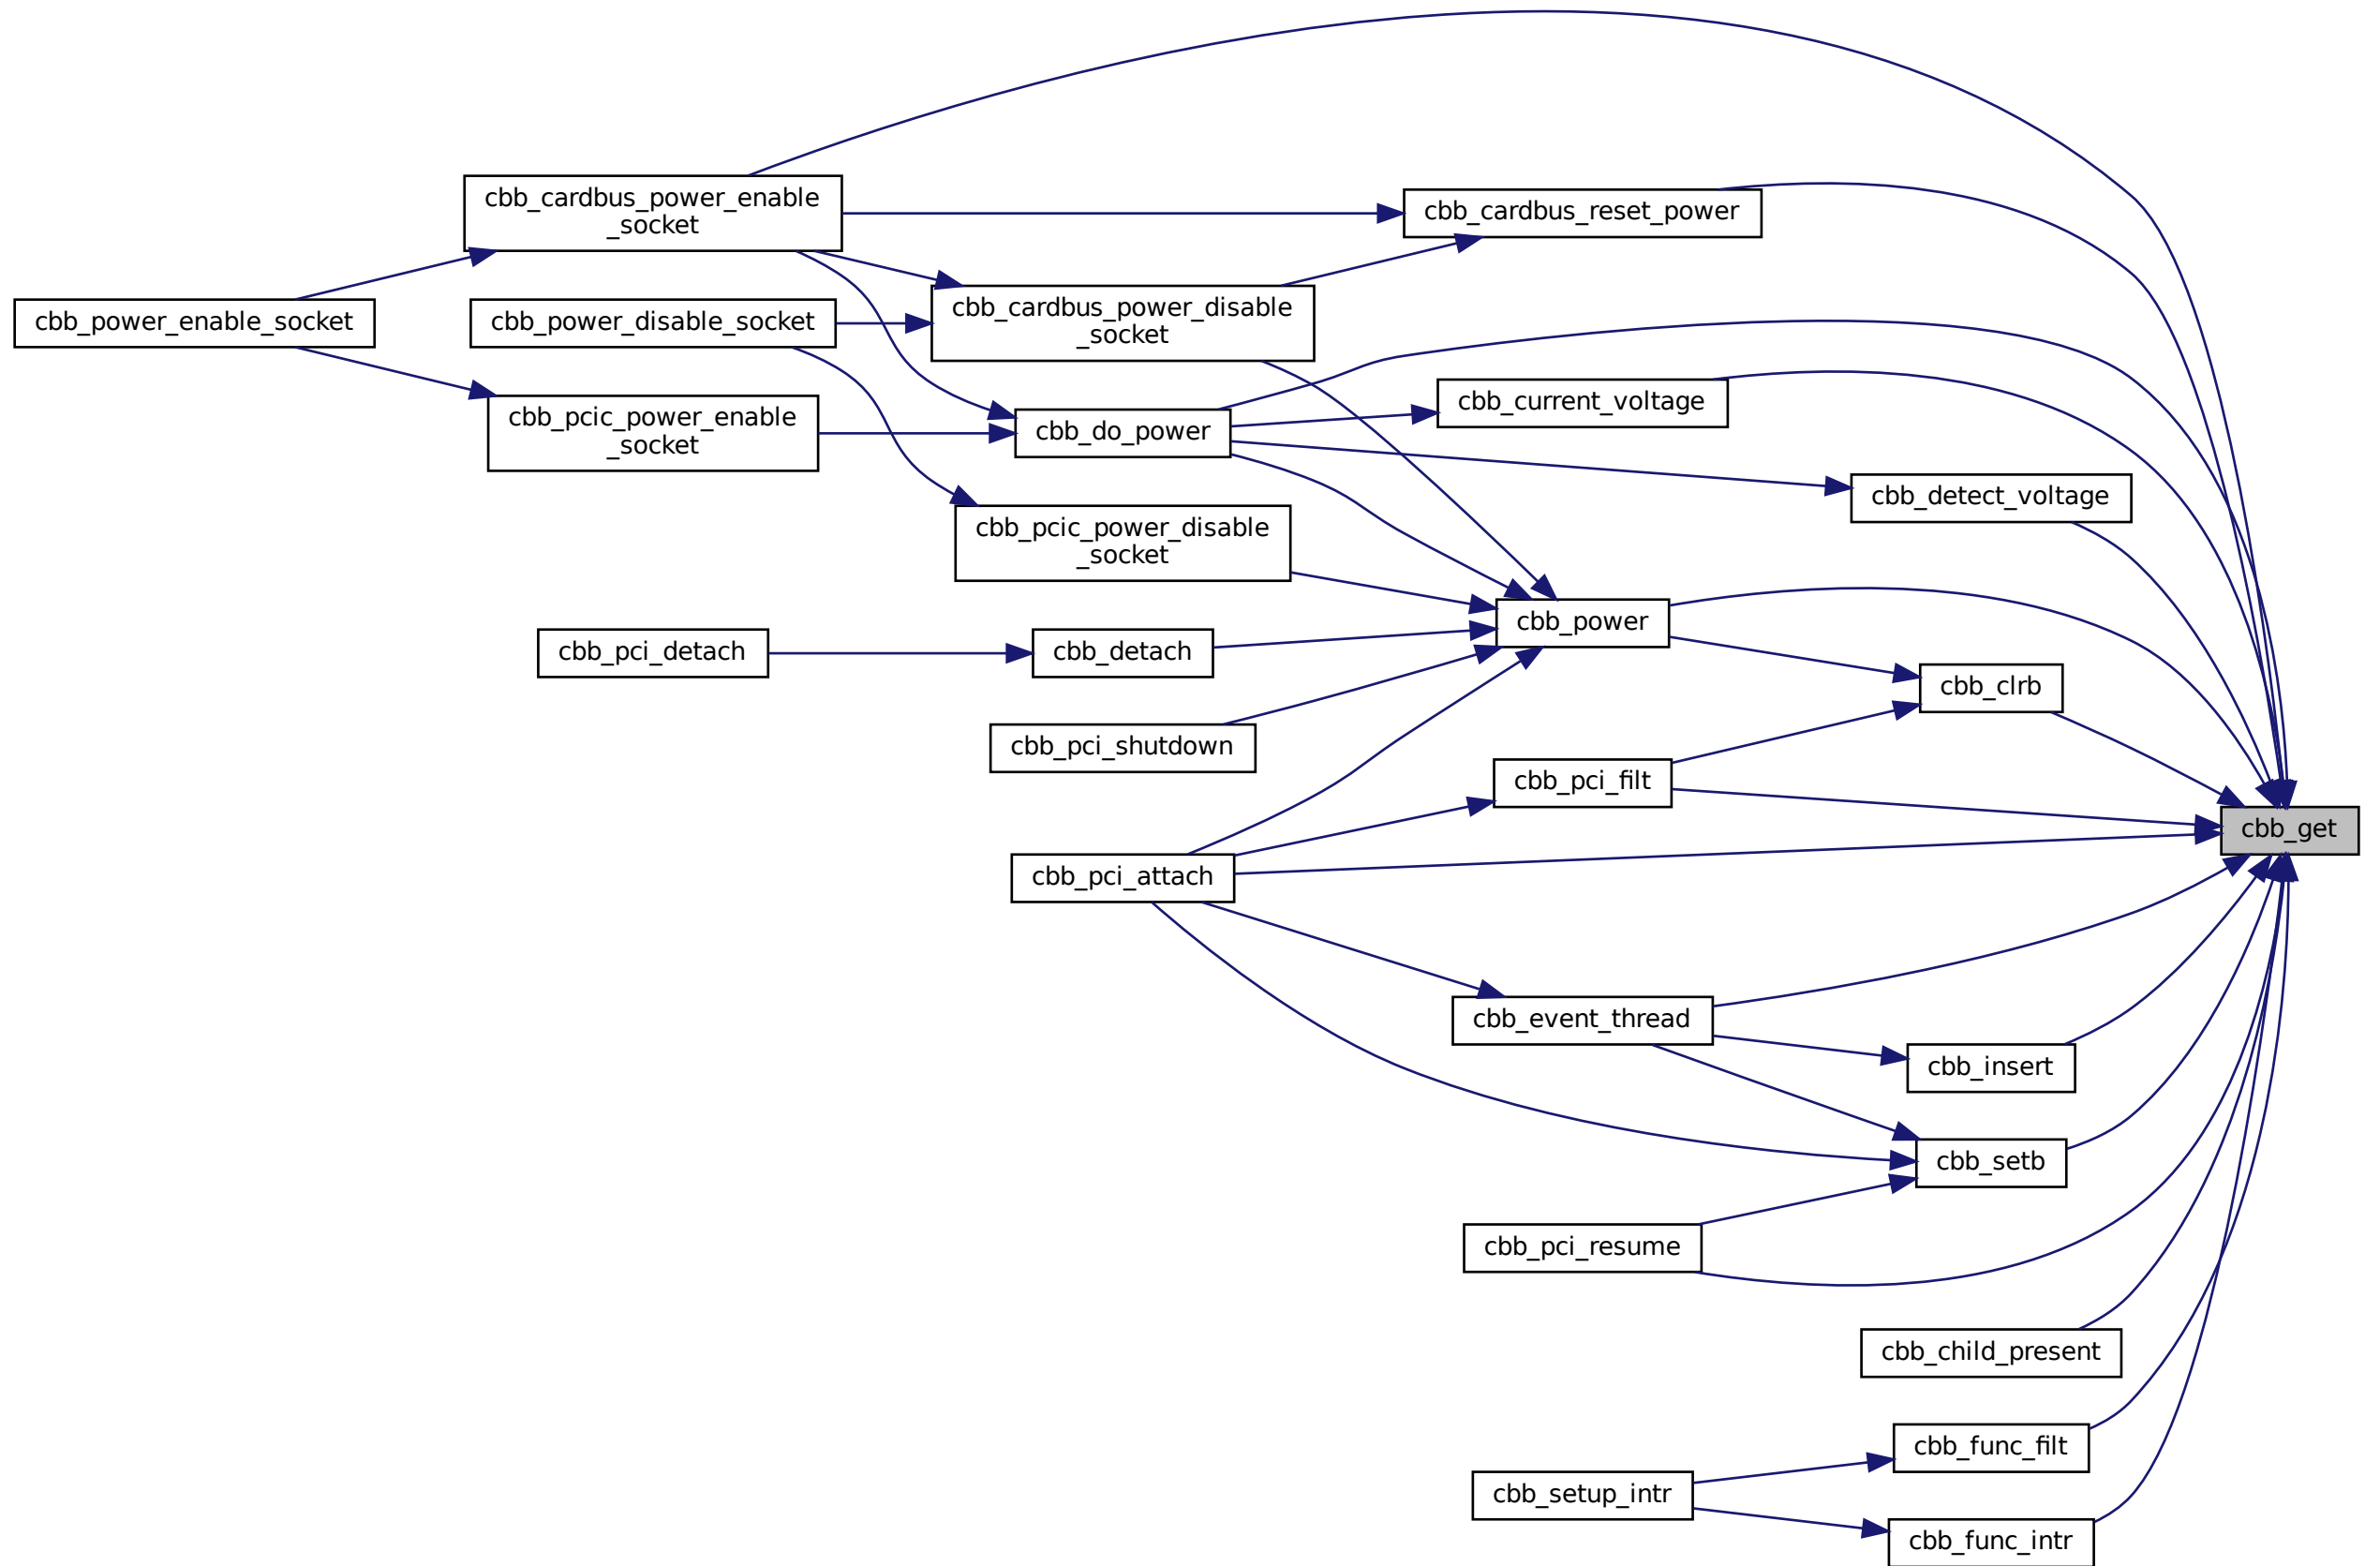 cbb_cardbus_power_enable
_socket
cbb_cardbus_reset_power
cbb_power_enable_socket
cbb_power_disable_socket
cbb_cardbus_power_disable
_socket
cbb_current_voltage
cbb_pcic_power_enable
_socket
cbb_do_power
cbb_detect_voltage
cbb_pcic_power_disable
_socket
cbb_power
cbb_pci_detach
cbb_detach
cbb_clrb
cbb_pci_shutdown
cbb_pci_filt
cbb_get
cbb_pci_attach
cbb_event_thread
cbb_insert
cbb_setb
cbb_pci_resume
cbb_child_present
cbb_func_filt
cbb_setup_intr
cbb_func_intr